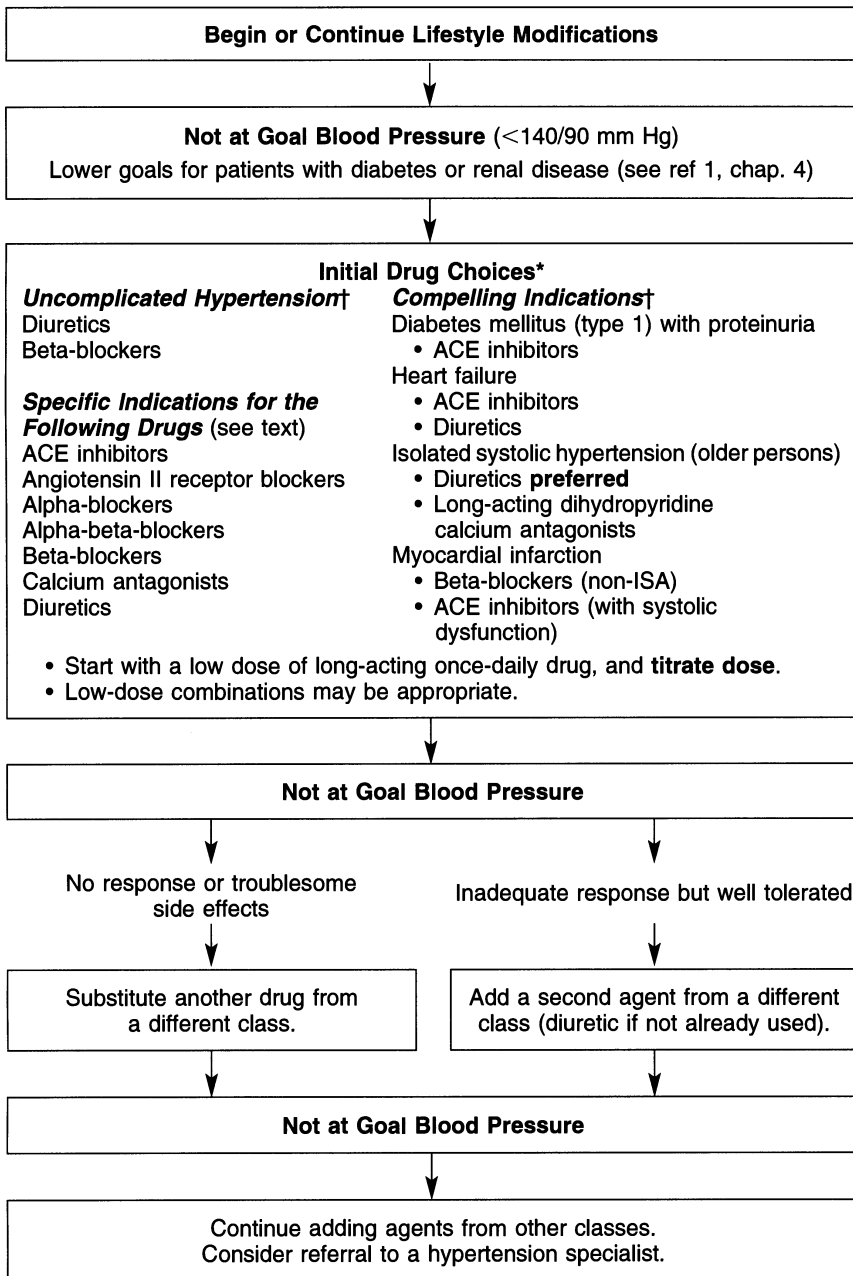 Begin or Continue Lifestyle Modifications
Not at Goal Blood Pressure (<140/90 mm Hg)
Lower goals for patients with diabetes or renal disease (see ref 1, chap. 4)
Initial Drug Choices*
Uncomplicated Hypertension†
Diuretics
Beta-blockers
Specific Indications for the
Following Drugs (see text)
ACE inhibitors
Angiotensin II receptor blockers
Alpha-blockers
Alpha-beta-blockers
Beta-blockers
Calcium antagonists
Diuretics
Compelling Indications†
Diabetes mellitus (type 1) with proteinuria
• ACE inhibitors
Heart failure
• ACE inhibitors
• Diuretics
Isolated systolic hypertension (older persons)
• Diuretics preferred
• Long-acting dihydropyridine
calcium antagonists
Myocardial infarction
• Beta-blockers (non-ISA)
• ACE inhibitors (with systolic
dysfunction)
• Start with a low dose of long-acting once-daily drug, and titrate dose.
• Low-dose combinations may be appropriate.
Not at Goal Blood Pressure
No response or troublesome
side effects
Inadequate response but well tolerated
Substitute another drug from
a different class.
Add a second agent from a different
class (diuretic if not already used).
Not at Goal Blood Pressure
Continue adding agents from other classes.
Consider referral to a hypertension specialist.